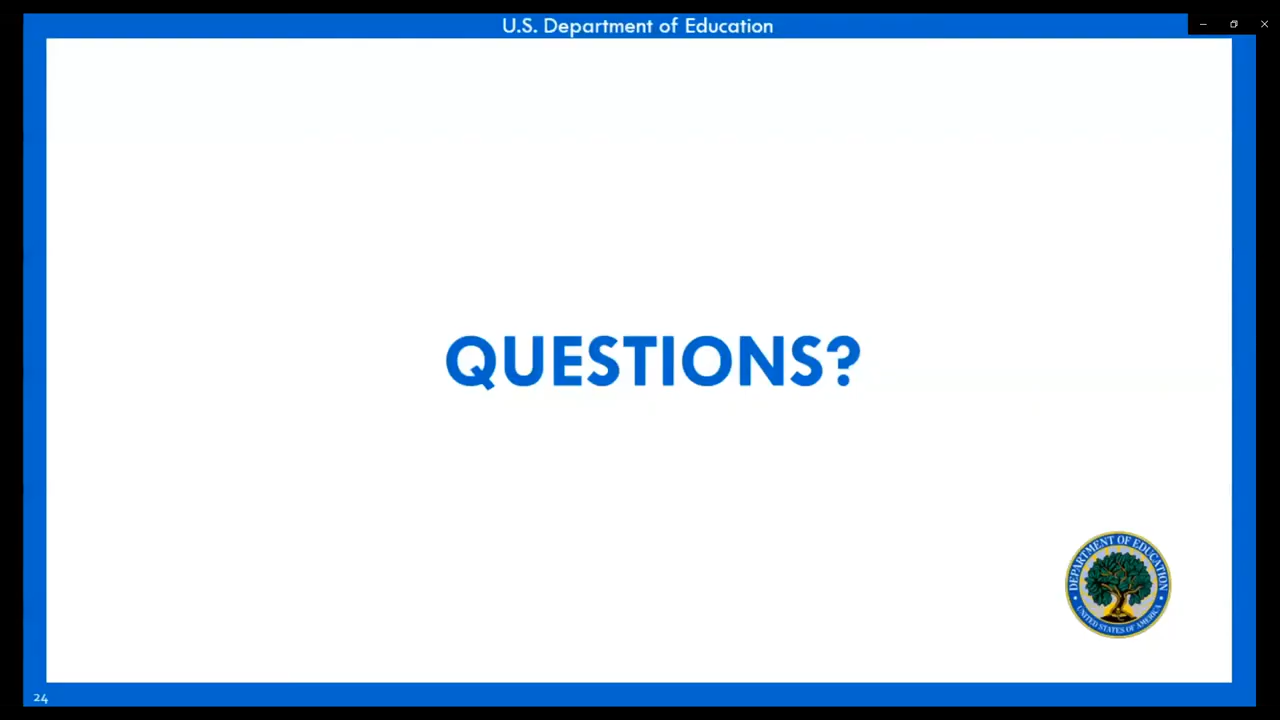 U.S. Department of Education
QUESTIONS?
DEPARTMENT OF EDUCATION
UNITED STATES OF AMERICA
24